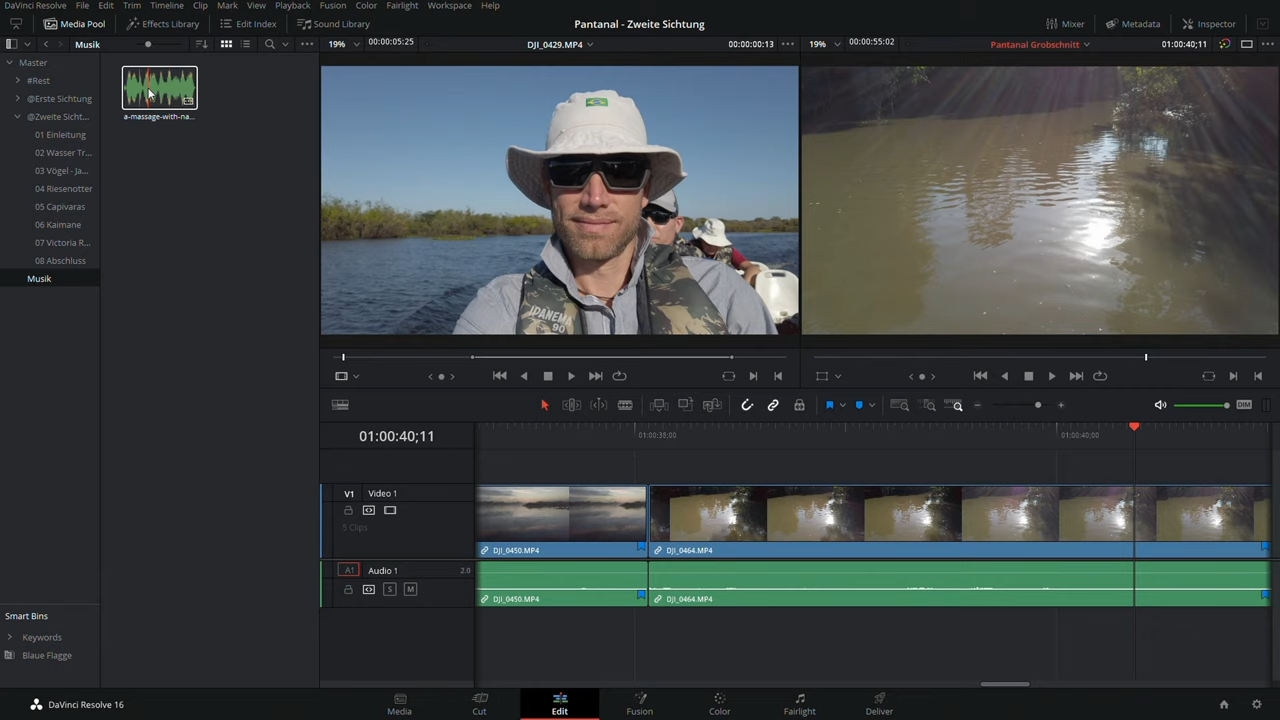 DaVinci Resolve File Edit Trim Timeline Clip Mark View Playback Fusion Color Fairlight Workspace Help
Media Pool Effects Library Edit Index Sound Library Pantanal - Zweite Sichtung Mixer Metadata Inspector
Musik 19% 00:00:05:25 DJI_0429.MP4 00:00:00:13 19% 00:00:55:02 Pantanal Grobschnitt 01:00:40;11
Master
#Rest
@Erste Sichtung
@Zweite Sicht...
01 Einleitung
02 Wasser Tr...
03 Vögel - Ja...
04 Riesenotter
05 Capivaras
06 Kaimane
07 Victoria R...
08 Abschluss
Musik
a-massage-with-na...
IPANEMA
90
DIM
01:00:40;11
01:00:38;00 01:00:40;00
V1 Video 1
5 Clips
DJI_0450.MP4 DJI_0464.MP4
A1 Audio 1 2.0
S M
DJI_0450.MP4 DJI_0464.MP4
Smart Bins
Keywords
Blaue Flagge
DaVinci Resolve 16
Media Cut Edit Fusion Color Fairlight Deliver